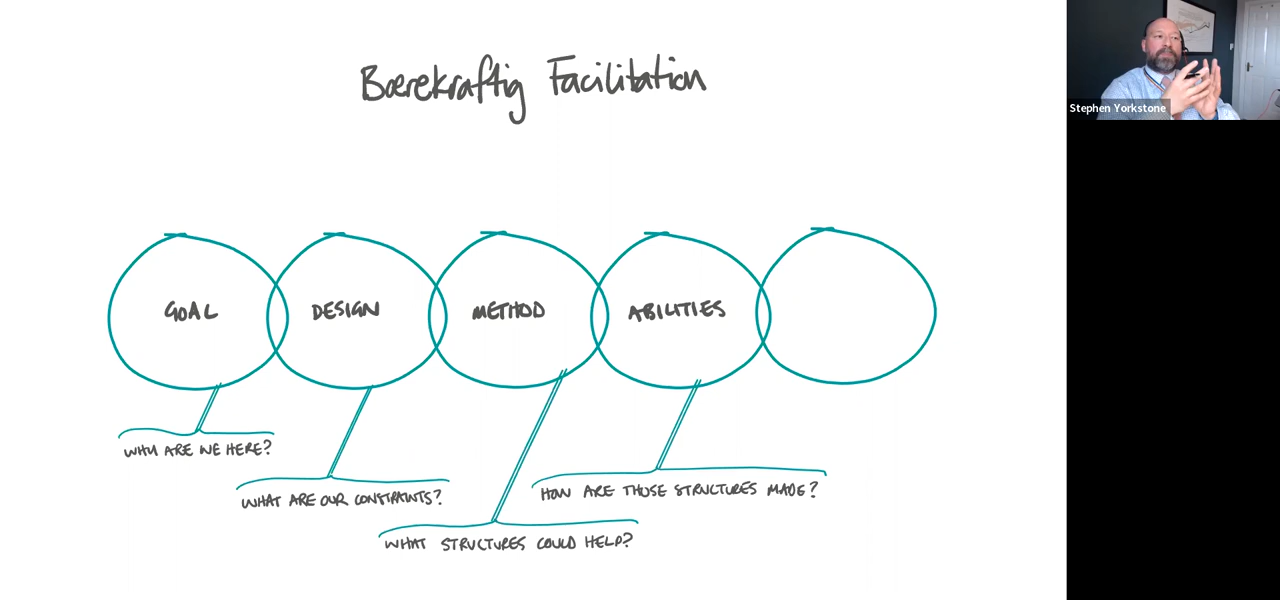 Bærekraftig Facilitation
Stephen Yorkstone
GOAL
DESIGN
METHOD
ABILITIES
WHY ARE WE HERE?
WHAT ARE OUR CONSTRAINTS?
HOW ARE THOSE STRUCTURES MADE?
WHAT STRUCTURES COULD HELP?